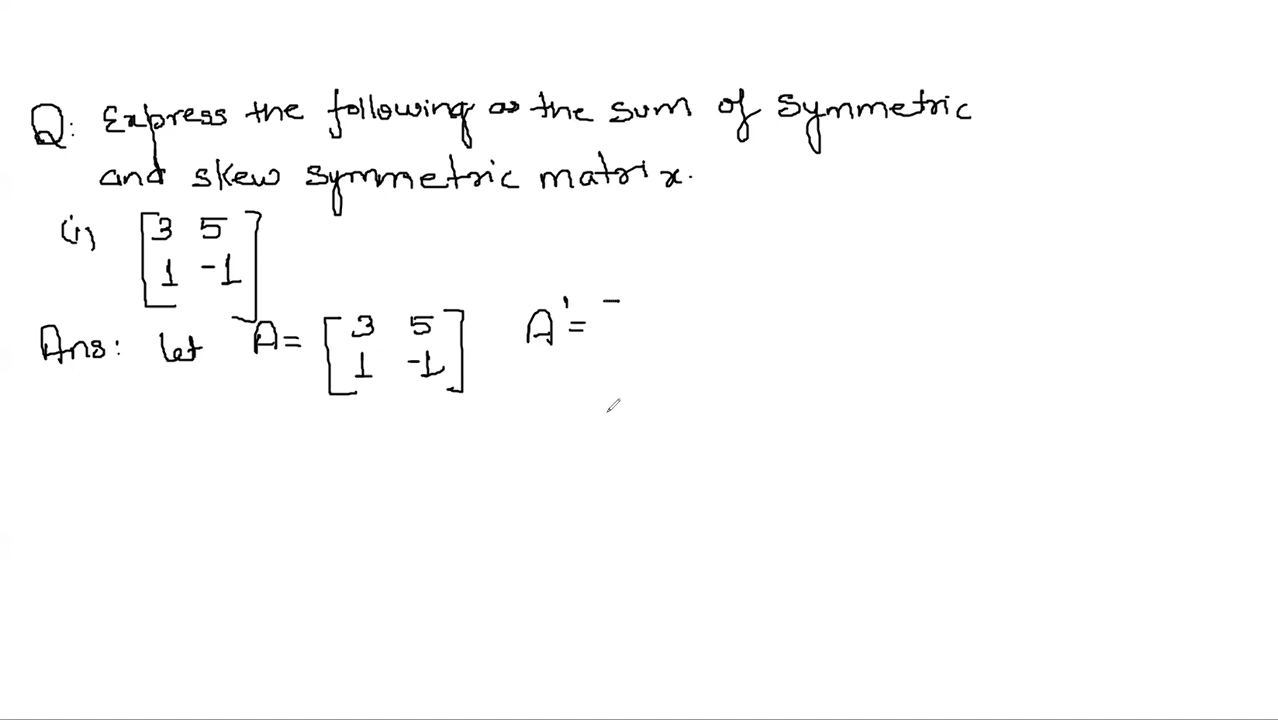 Q: Express the following as the sum of symmetric
and skew symmetric matrix.
(i) [3 5
1 -1]
Ans: let A= [3 5
1 -1] A'=